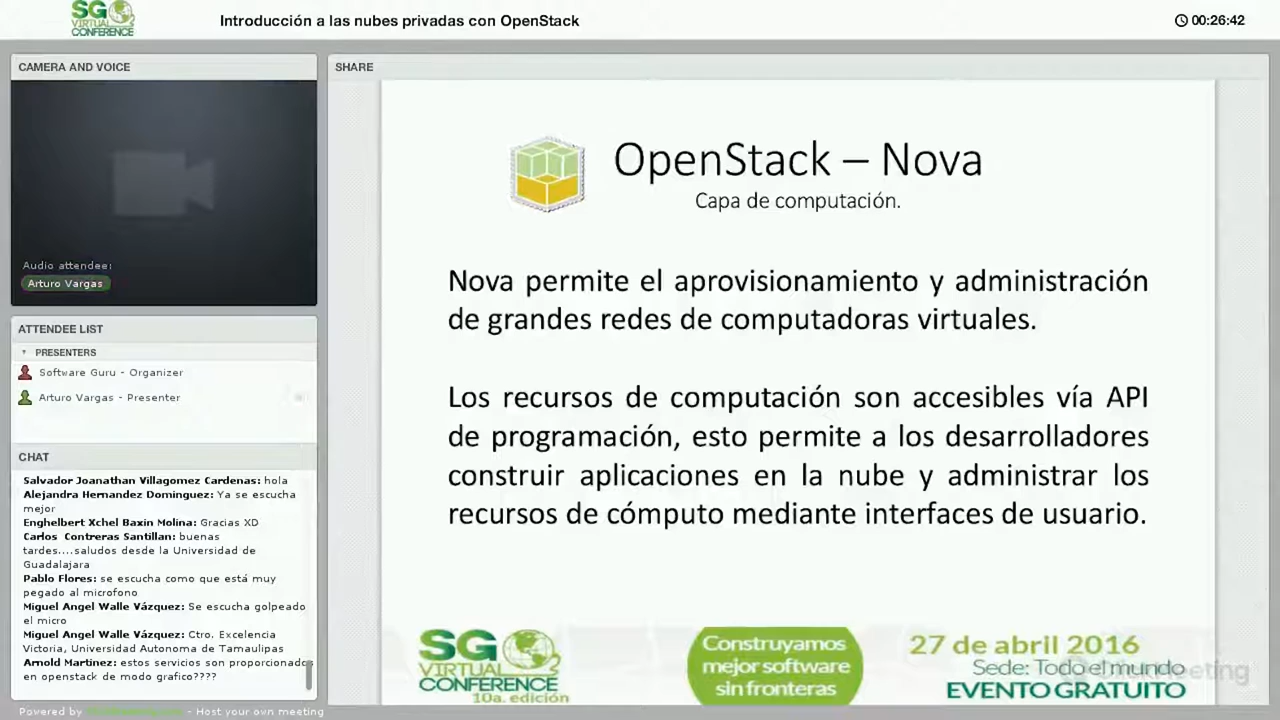 SG
VIRTUAL
CONFERENCE
Introducción a las nubes privadas con OpenStack
00:26:42
CAMERA AND VOICE
Audio attendee:
Arturo Vargas
ATTENDEE LIST
PRESENTERS
Software Guru - Organizer
Arturo Vargas - Presenter
CHAT
Salvador Joanathan Villagomez Cardenas: hola
Alejandra Hernandez Dominguez: Ya se escucha
mejor
Enghelbert Xchel Baxin Molina: Gracias XD
Carlos Contreras Santillan: buenas
tardes....saludos desde la Universidad de
Guadalajara
Pablo Flores: se escucha como que está muy
pegado al microfono
Miguel Angel Walle Vázquez: Se escucha golpeado
el micro
Miguel Angel Walle Vázquez: Ctro. Excelencia
Victoria, Universidad Autonoma de Tamaulipas
Arnold Martinez: estos servicios son proporcionados
en openstack de modo grafico????
Powered by
- Host your own meeting
SHARE
OpenStack – Nova
Capa de computación.
Nova permite el aprovisionamiento y administración
de grandes redes de computadoras virtuales.
Los recursos de computación son accesibles vía API
de programación, esto permite a los desarrolladores
construir aplicaciones en la nube y administrar los
recursos de cómputo mediante interfaces de usuario.
SG
VIRTUAL
CONFERENCE
10a. edición
Construyamos
mejor software
sin fronteras
27 de abril 2016
Sede: Todo el mundo
EVENTO GRATUITO